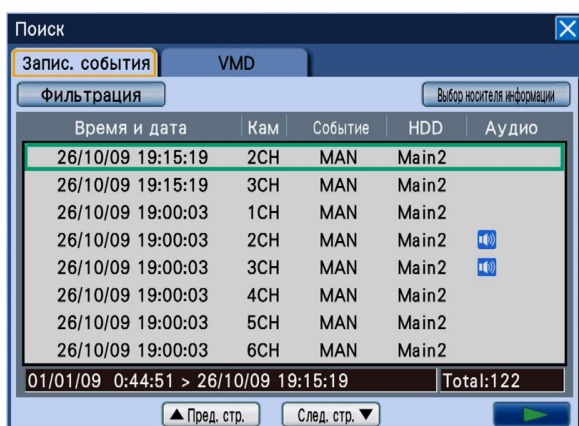 Поиск
Запис. события VMD
Фильтрация Выбор носителя информации
Время и дата Кам Событие HDD Аудио
26/10/09 19:15:19 2CH MAN Main2
26/10/09 19:15:19 3CH MAN Main2
26/10/09 19:00:03 1CH MAN Main2
26/10/09 19:00:03 2CH MAN Main2
26/10/09 19:00:03 3CH MAN Main2
26/10/09 19:00:03 4CH MAN Main2
26/10/09 19:00:03 5CH MAN Main2
26/10/09 19:00:03 6CH MAN Main2
01/01/09 0:44:51 > 26/10/09 19:15:19 Total:122
▲ Пред. стр. След. стр. ▼